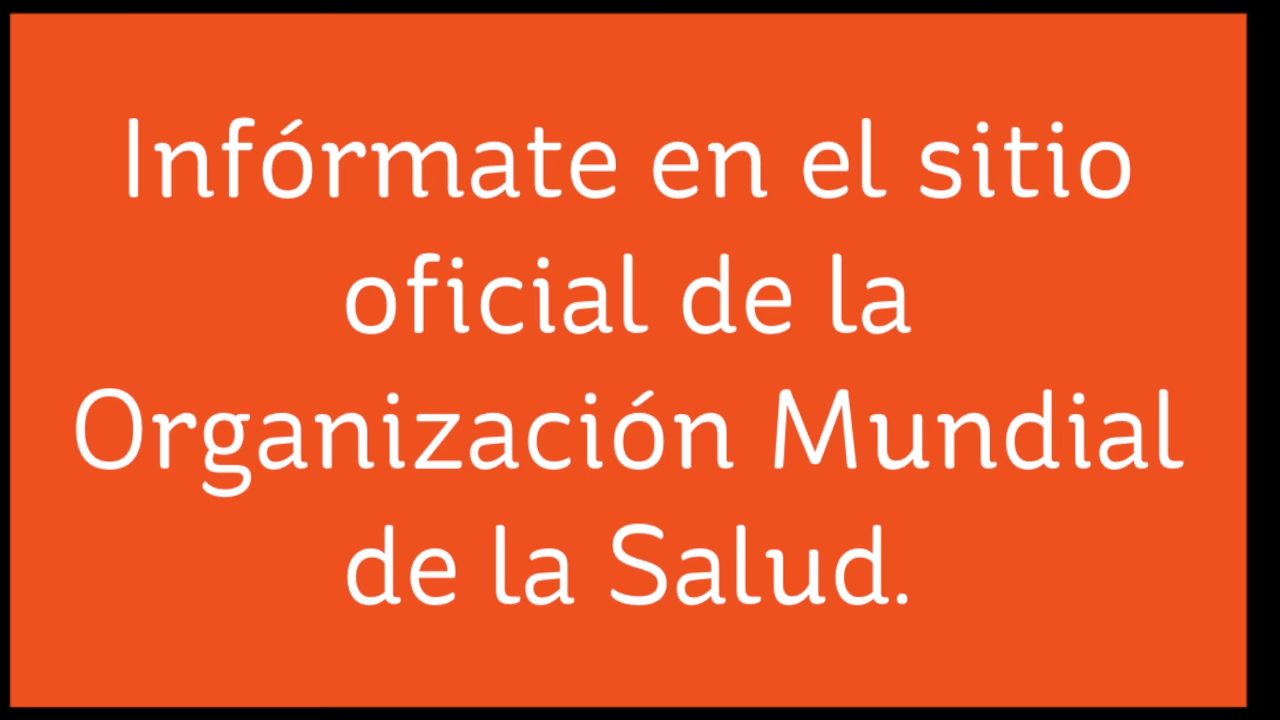 Infórmate en el sitio
oficial de la
Organización Mundial
de la Salud.